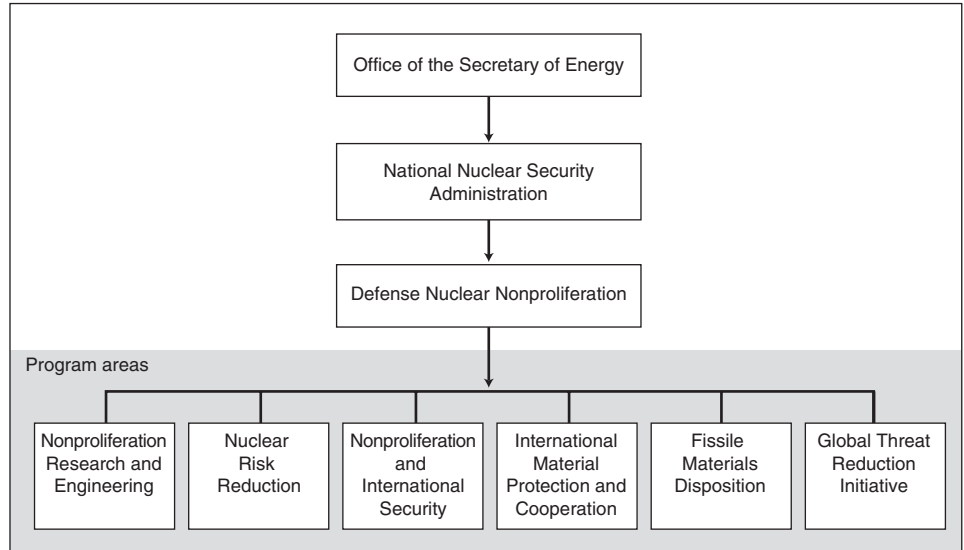 Office of the Secretary of Energy
National Nuclear Security
Administration
Defense Nuclear Nonproliferation
Program areas
Nonproliferation
Research and
Engineering
Nuclear
Risk
Reduction
Nonproliferation
and
International
Security
International
Material
Protection and
Cooperation
Fissile
Materials
Disposition
Global Threat
Reduction
Initiative